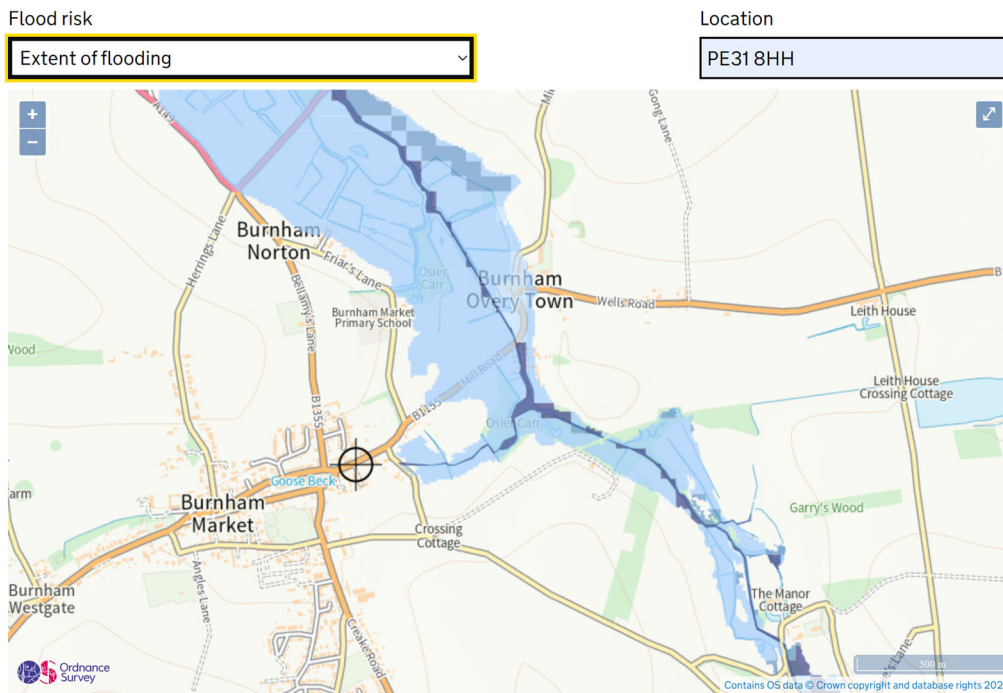 Flood risk
Location
Extent of flooding
PE31 8HH
+
−
A149
Gong Lane
Burnham
Norton
Herrings Lane
Friar's Lane
Bellamy's Lane
Osier
Carr
Burnham
Overy Town
Wells Road
Burnham Market
Primary School
Leith House
Wood
Mill Road
Leith House
Crossing Cottage
B1355
B1155
Osier Carr
Goose Beck
arm
Burnham
Market
Garry's Wood
Crossing
Cottage
Burnham
Westgate
Angles Lane
The Manor
Cottage
Creake Road
's Lane
Ordnance
Survey
500 m
Contains OS data © Crown copyright and database rights 202